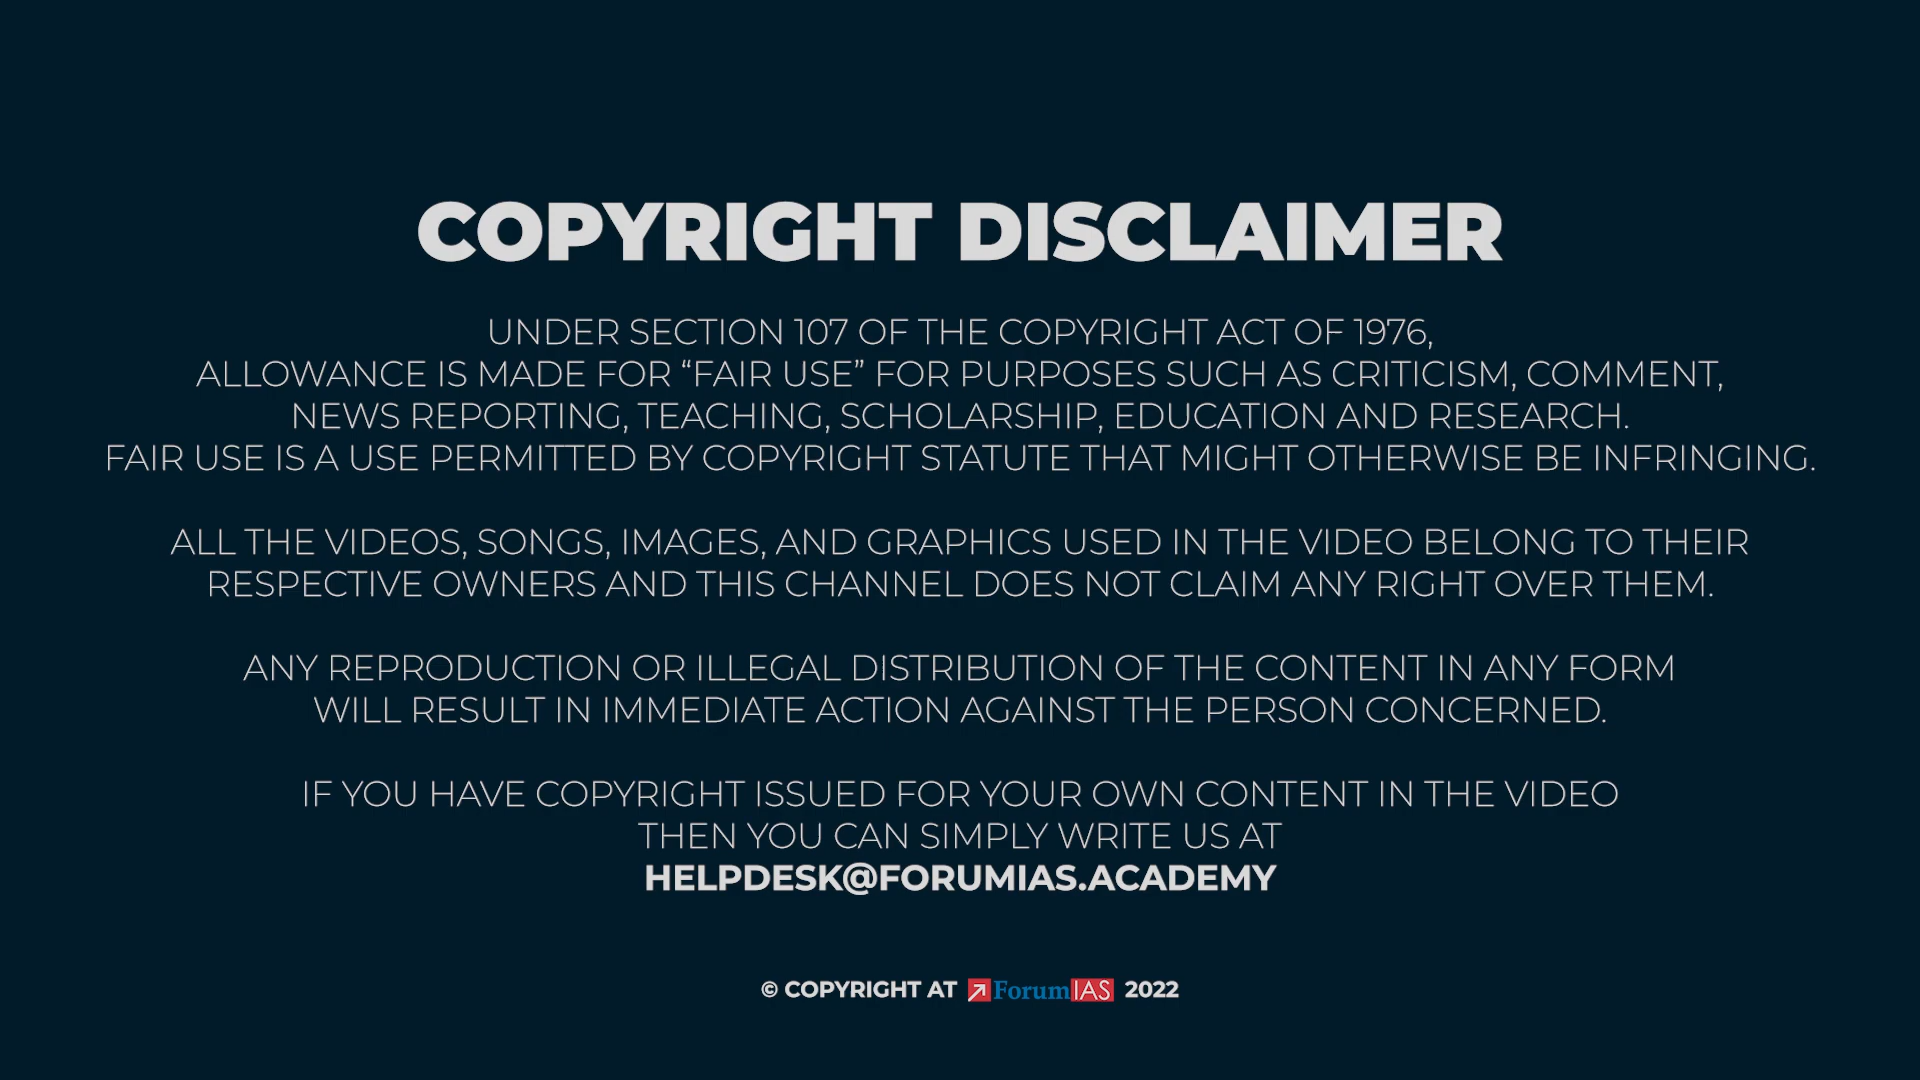 COPYRIGHT DISCLAIMER
UNDER SECTION 107 OF THE COPYRIGHT ACT OF 1976,
ALLOWANCE IS MADE FOR “FAIR USE” FOR PURPOSES SUCH AS CRITICISM, COMMENT,
NEWS REPORTING, TEACHING, SCHOLARSHIP, EDUCATION AND RESEARCH.
FAIR USE IS A USE PERMITTED BY COPYRIGHT STATUTE THAT MIGHT OTHERWISE BE INFRINGING.
ALL THE VIDEOS, SONGS, IMAGES, AND GRAPHICS USED IN THE VIDEO BELONG TO THEIR
RESPECTIVE OWNERS AND THIS CHANNEL DOES NOT CLAIM ANY RIGHT OVER THEM.
ANY REPRODUCTION OR ILLEGAL DISTRIBUTION OF THE CONTENT IN ANY FORM
WILL RESULT IN IMMEDIATE ACTION AGAINST THE PERSON CONCERNED.
IF YOU HAVE COPYRIGHT ISSUED FOR YOUR OWN CONTENT IN THE VIDEO
THEN YOU CAN SIMPLY WRITE US AT
HELPDESK@FORUMIAS.ACADEMY
© COPYRIGHT AT ForumIAS 2022